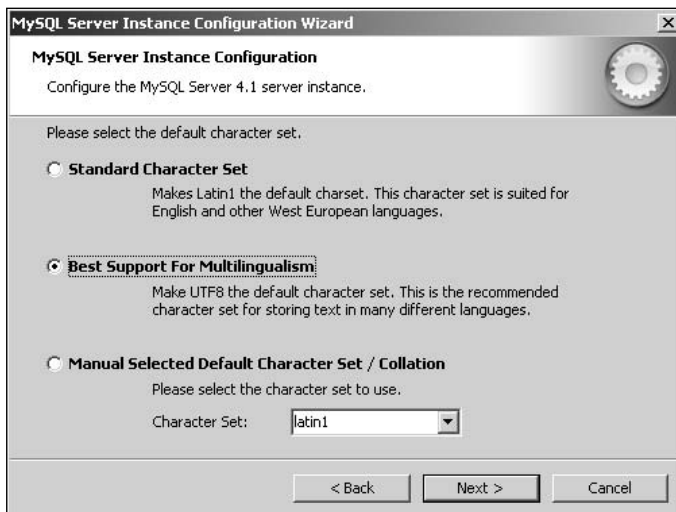 MySQL Server Instance Configuration Wizard
MySQL Server Instance Configuration
Configure the MySQL Server 4.1 server instance.
Please select the default character set.
Standard Character Set
Makes Latin1 the default charset. This character set is suited for
English and other West European languages.
Best Support For Multilingualism
Make UTF8 the default character set. This is the recommended
character set for storing text in many different languages.
Manual Selected Default Character Set / Collation
Please select the character set to use.
Character Set: latin1
< Back Next > Cancel